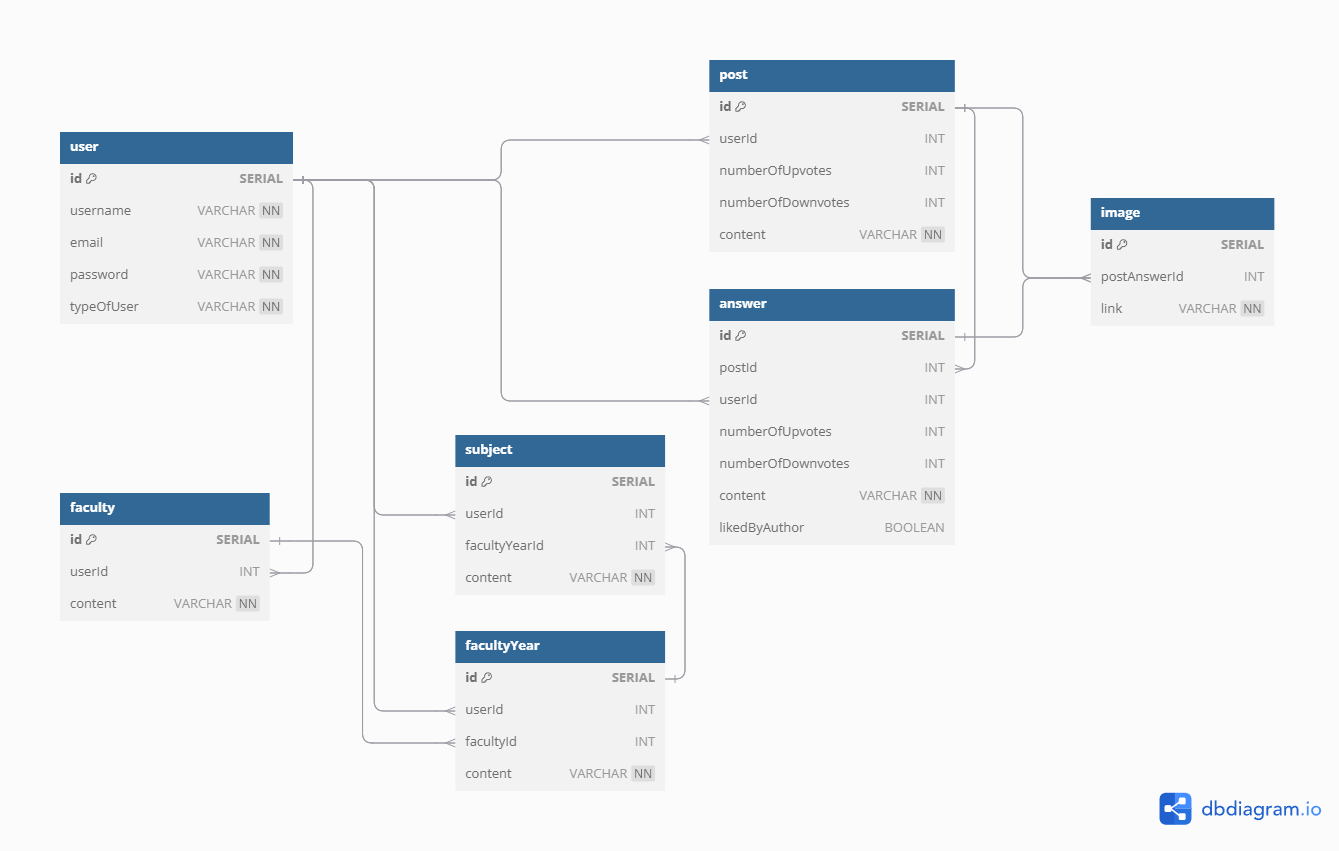 user
id SERIAL
username VARCHAR NN
email VARCHAR NN
password VARCHAR NN
typeOfUser VARCHAR NN
faculty
id SERIAL
userId INT
content VARCHAR NN
subject
id SERIAL
userId INT
facultyYearId INT
content VARCHAR NN
facultyYear
id SERIAL
userId INT
facultyId INT
content VARCHAR NN
post
id SERIAL
userId INT
numberOfUpvotes INT
numberOfDownvotes INT
content VARCHAR NN
answer
id SERIAL
postId INT
userId INT
numberOfUpvotes INT
numberOfDownvotes INT
content VARCHAR NN
likedByAuthor BOOLEAN
image
id SERIAL
postAnswerId INT
link VARCHAR NN
dbdiagram.io